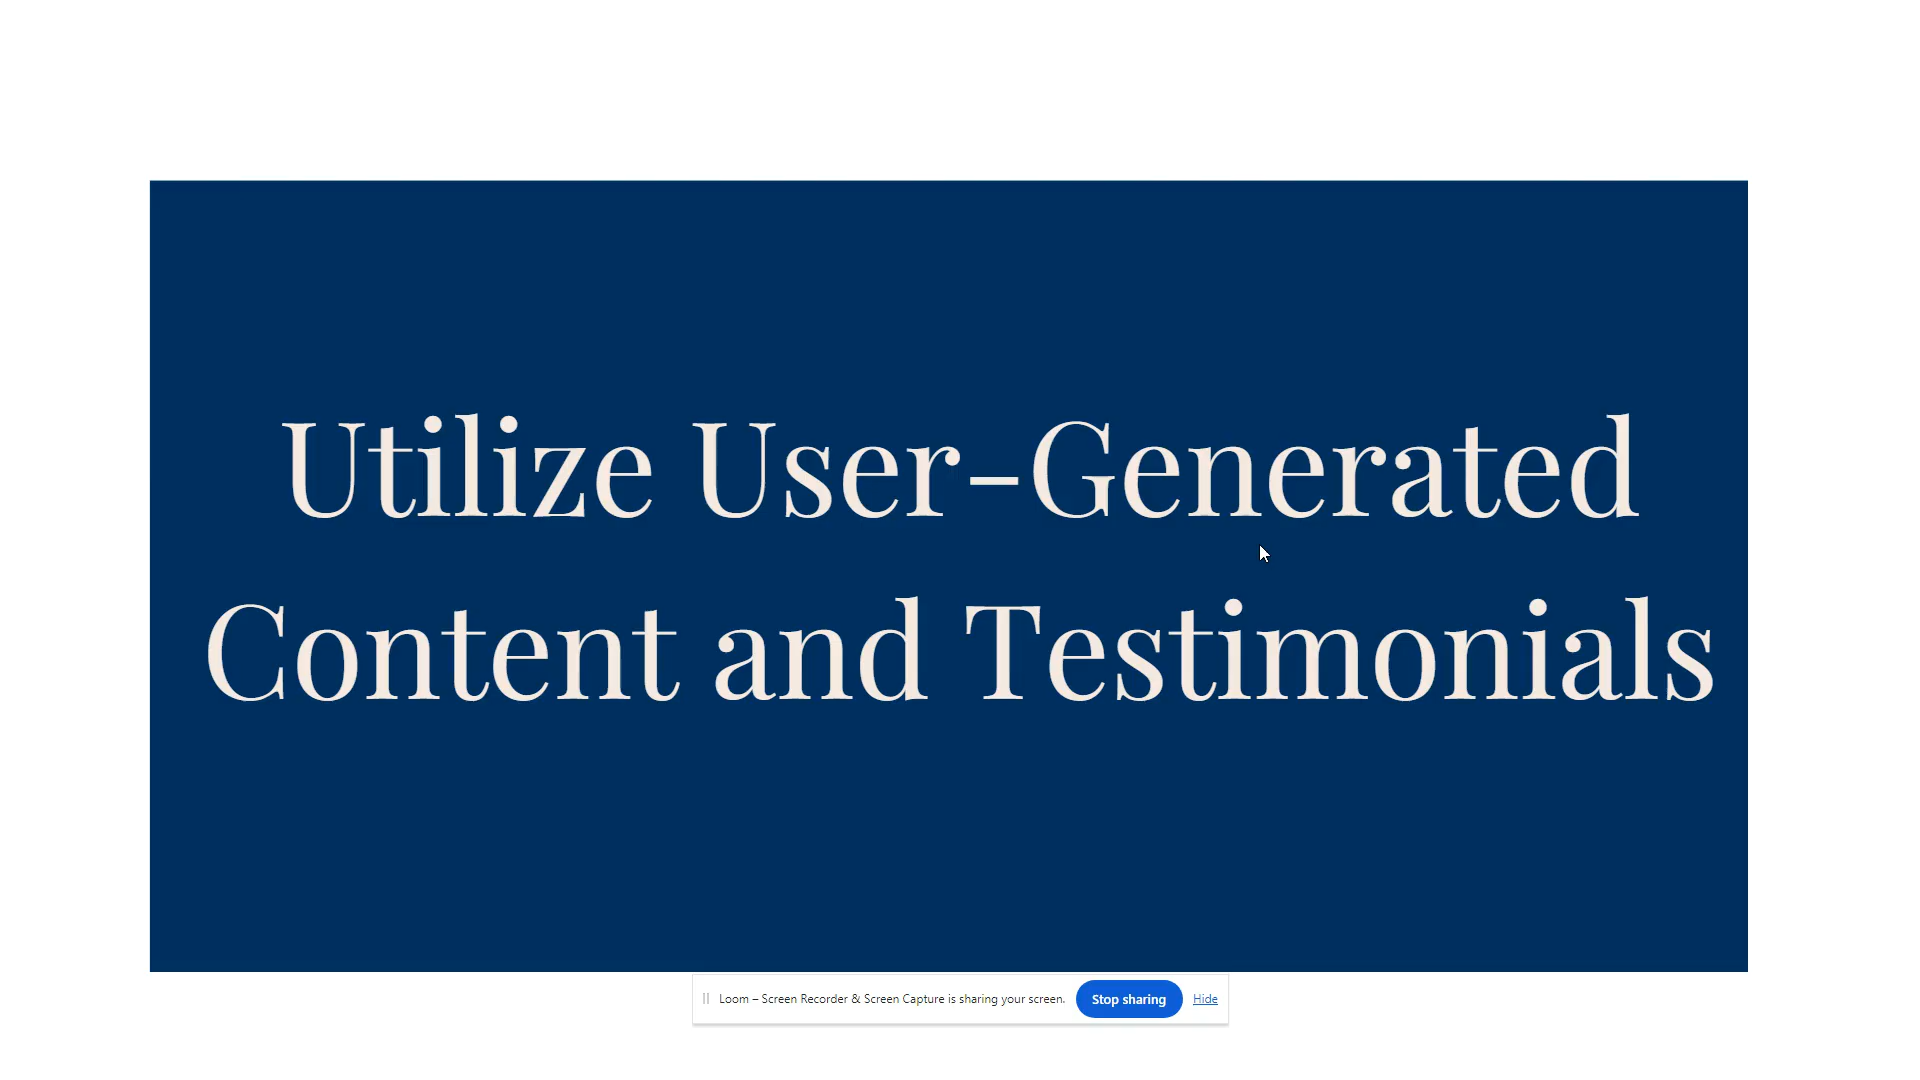 Utilize User-Generated
Content and Testimonials
Loom – Screen Recorder & Screen Capture is sharing your screen. Stop sharing Hide